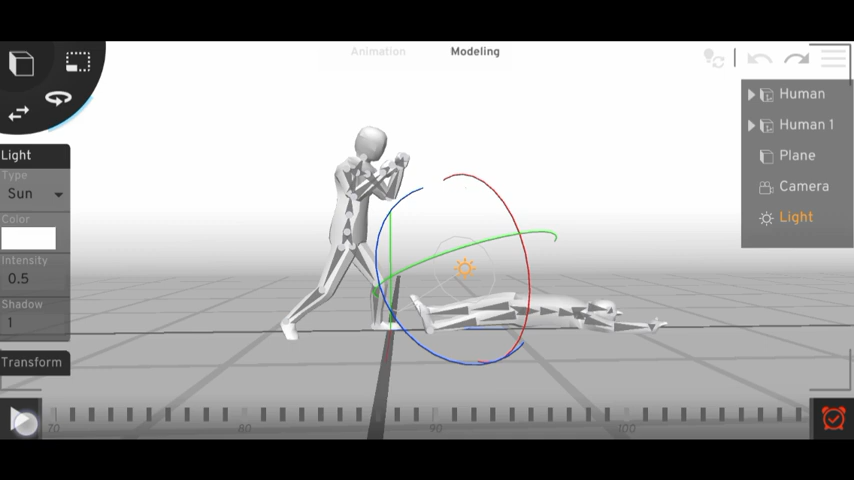 Animation Modeling
Human
Human 1
Plane
Camera
Light
Light
Type
Sun
Color
Intensity
0.5
Shadow
1
Transform
70 80 90 100